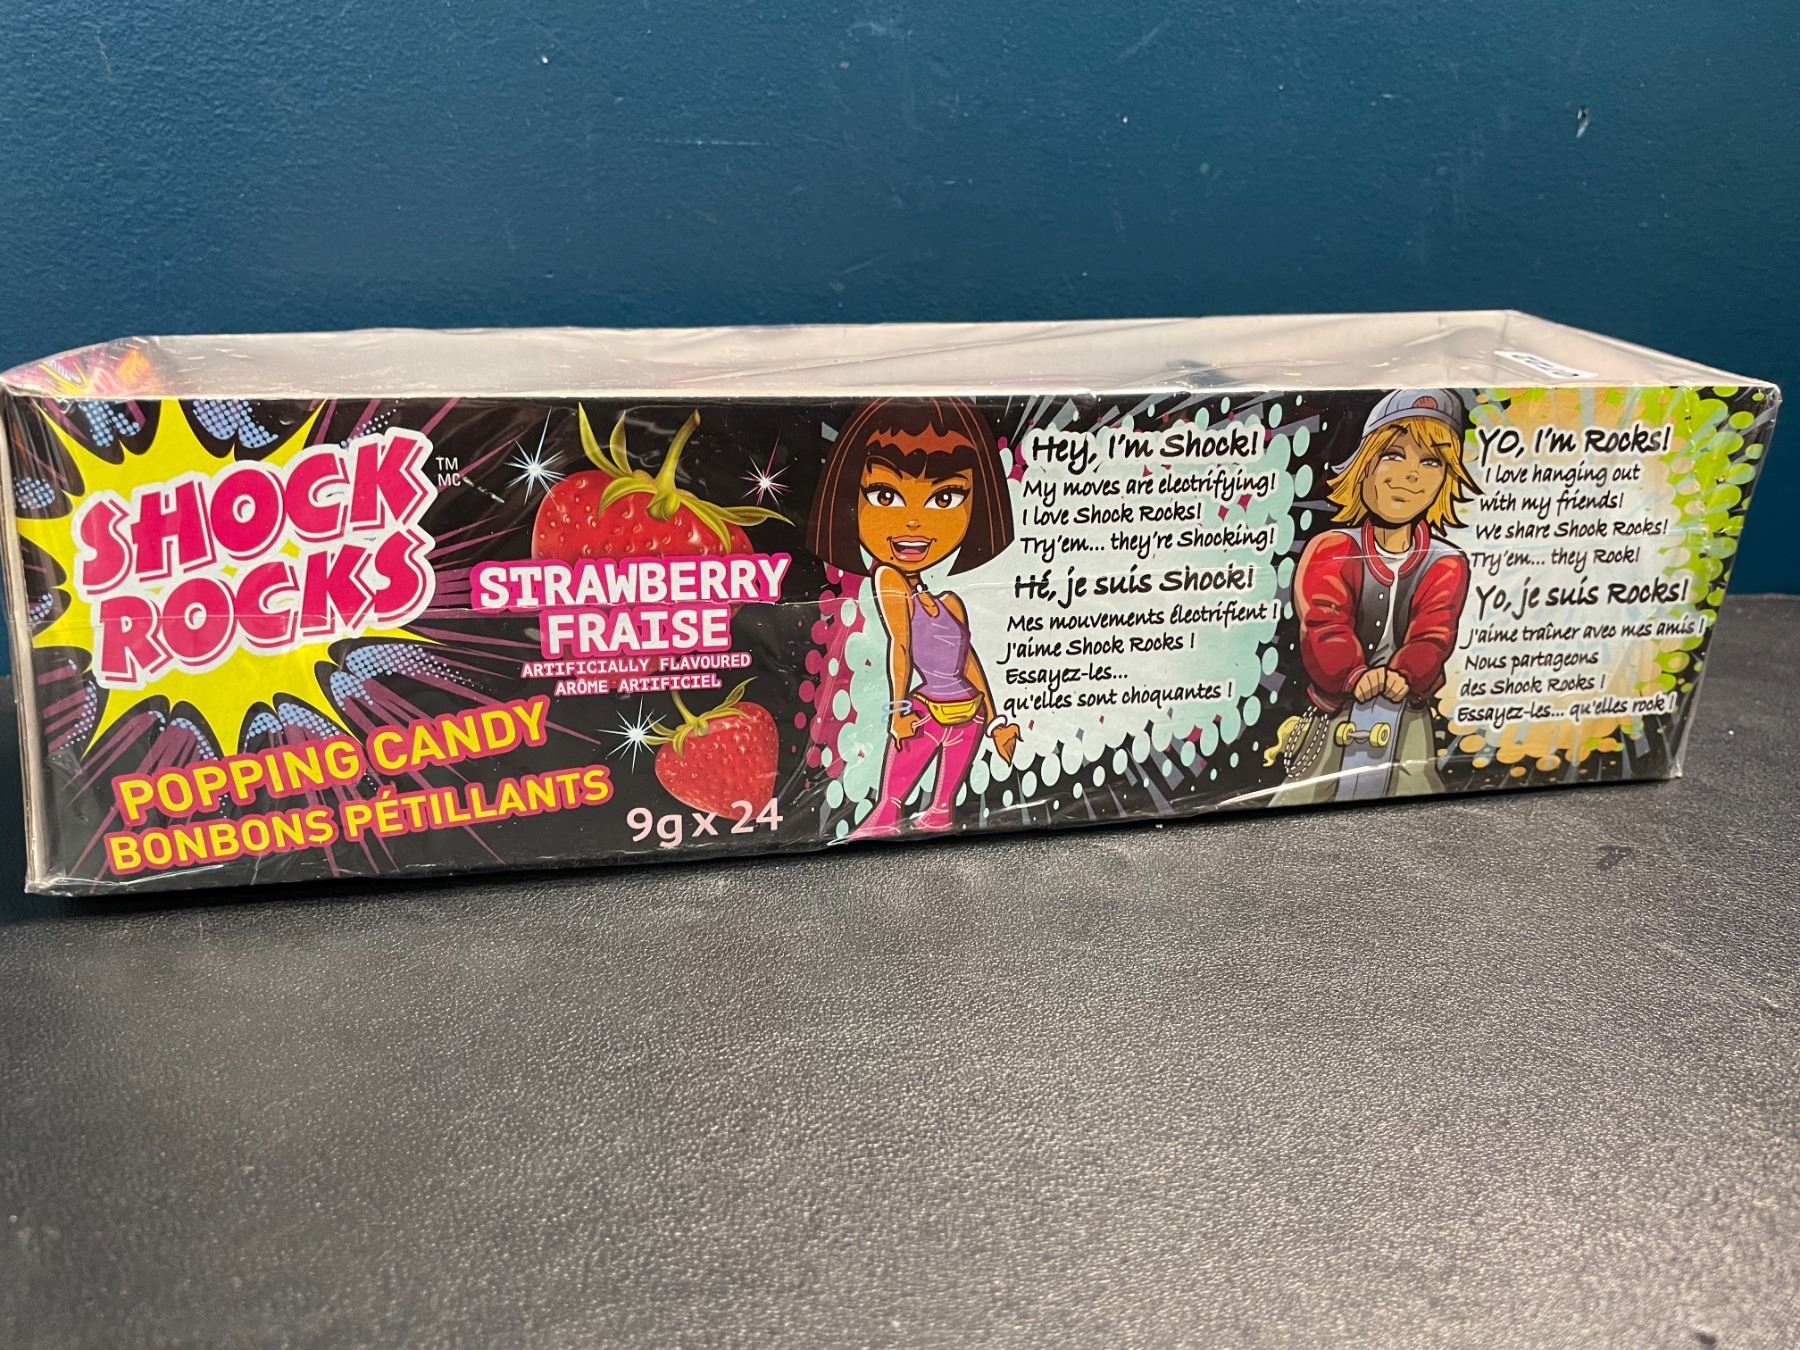 SHOCK
ROCKS
TM
MC
STRAWBERRY
FRAISE
ARTIFICIALLY FLAVOURED
ARÔME ARTIFICIEL
POPPING CANDY
BONBONS PÉTILLANTS
9g x 24
Hey, I'm Shock!
My moves are electrifying!
I love Shock Rocks!
Try'em... they're Shocking!
Hé, je suis Shock!
Mes mouvements électrifient !
J'aime Shock Rocks !
Essayez-les...
qu'elles sont choquantes !
YO, I'm Rocks!
I love hanging out
with my friends!
We share Shock Rocks!
Try'em... they Rock!
Yo, je suis Rocks!
J'aime traîner avec mes amis !
Nous partageons
des Shock Rocks !
Essayez-les... qu'elles rock !